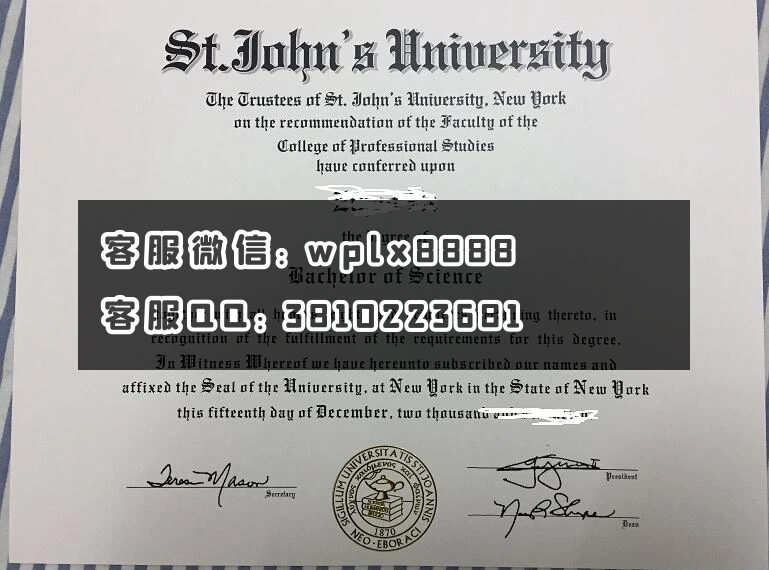 St. John's University
The Trustees of St. John's University, New York
on the recommendation of the Faculty of the
College of Professional Studies
have conferred upon
the degree of
客服微信: wplx8888
Bachelor of Science
客服QQ: 3810223681
thereto, in
recognition of the fulfillment of the requirements for this degree.
In Witness Whereof we have hereunto subscribed our names and
affixed the Seal of the University, at New York in the State of New York
this fifteenth day of December, two thousand
Secretary
President
Dean
SIGILLUM UNIVERSITATIS STI JOANNIS
NEO-EBORACI
1870